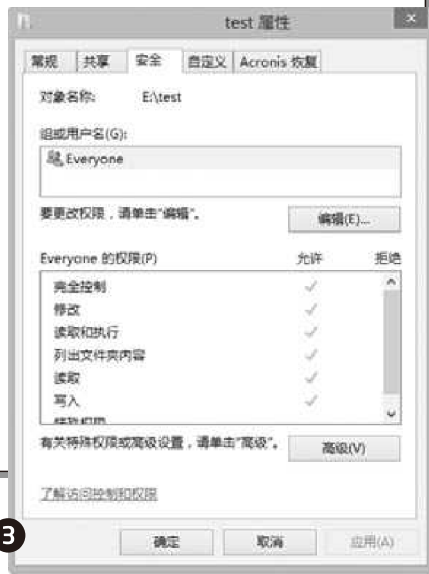 test 属性
常规 共享 安全 自定义 Acronis 恢复
对象名称: E:\test
组或用户名(G):
Everyone
要更改权限，请单击"编辑"。 编辑(E)...
Everyone 的权限(P) 允许 拒绝
完全控制
修改
读取和执行
列出文件夹内容
读取
写入
特殊权限
有关特殊权限或高级设置，请单击"高级"。 高级(V)
了解访问控制和权限
3
确定 取消 应用(A)